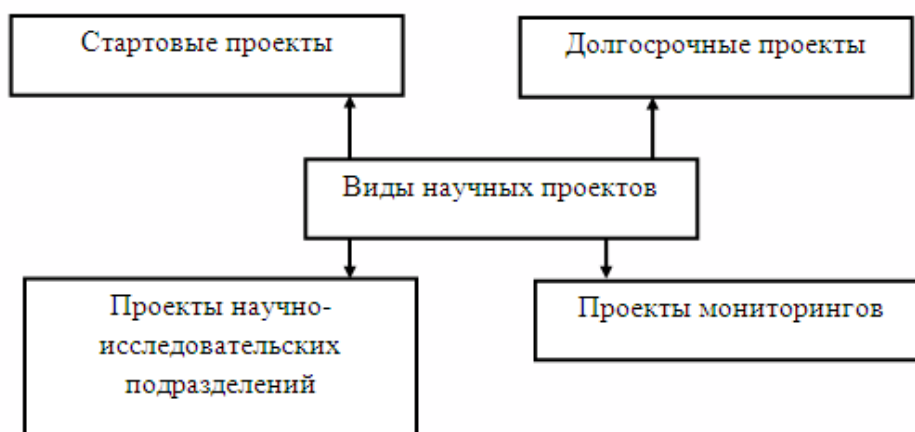 Стартовые проекты
Долгосрочные проекты
Виды научных проектов
Проекты научно-
исследовательских
подразделений
Проекты мониторингов